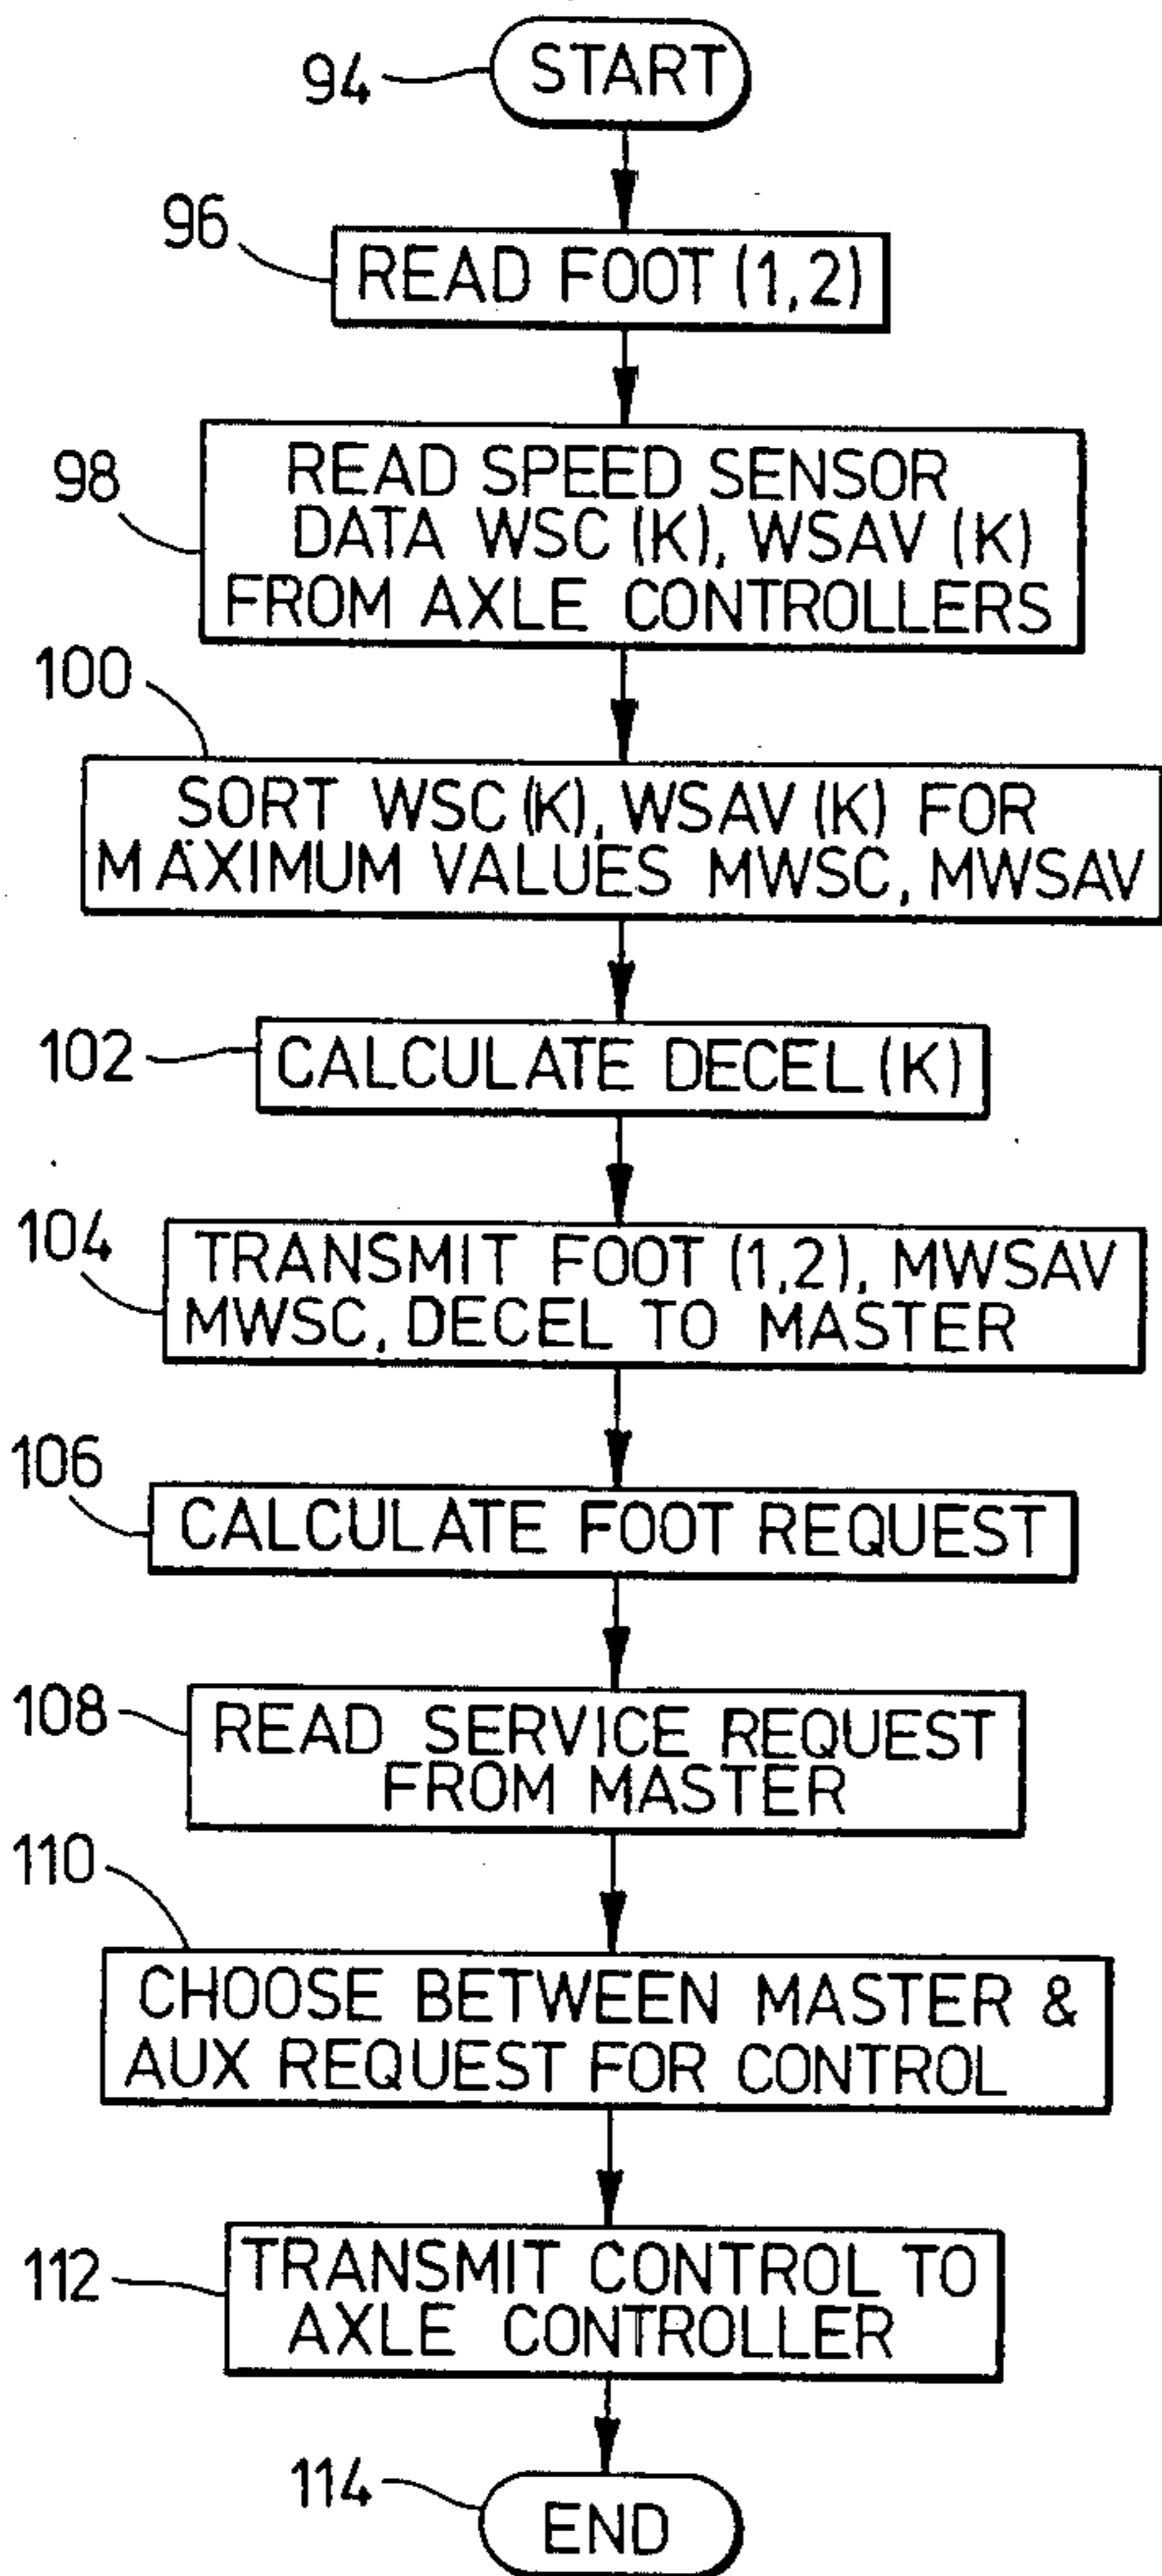 94
START
96
READ FOOT (1,2)
98
READ SPEED SENSOR
DATA WSC (K), WSAV (K)
FROM AXLE CONTROLLERS
100
SORT WSC (K), WSAV (K) FOR
MAXIMUM VALUES MWSC, MWSAV
102
CALCULATE DECEL (K)
104
TRANSMIT FOOT (1,2), MWSAV
MWSC, DECEL TO MASTER
106
CALCULATE FOOT REQUEST
108
READ SERVICE REQUEST
FROM MASTER
110
CHOOSE BETWEEN MASTER &
AUX REQUEST FOR CONTROL
112
TRANSMIT CONTROL TO
AXLE CONTROLLER
114
END